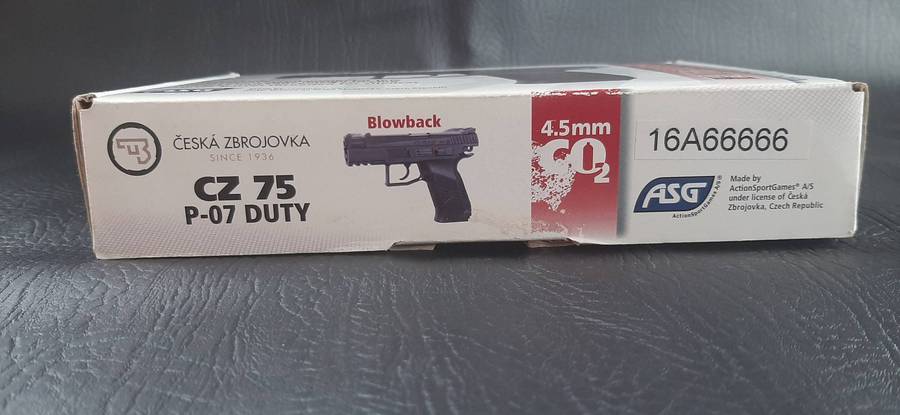 ČESKÁ ZBROJOVKA
SINCE 1936
CZ 75
P-07 DUTY
Blowback
4.5mm
CO2
16A66666
ASG
ActionSportGames A/S®
Made by
ActionSportGames® A/S
under license of Česká
Zbrojovka, Czech Republic